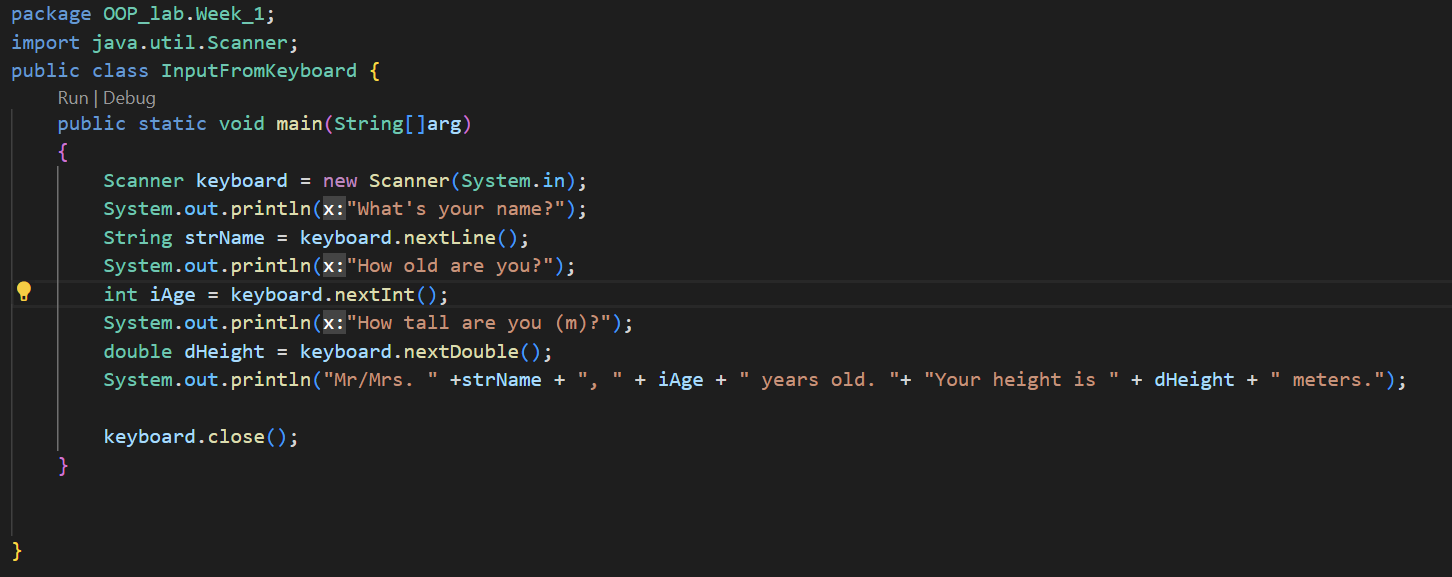 package OOP_lab.Week_1;
import java.util.Scanner;
public class InputFromKeyboard {
Run | Debug
public static void main(String[]arg)
{
Scanner keyboard = new Scanner(System.in);
System.out.println(x:"What's your name?");
String strName = keyboard.nextLine();
System.out.println(x:"How old are you?");
int iAge = keyboard.nextInt();
System.out.println(x:"How tall are you (m)?");
double dHeight = keyboard.nextDouble();
System.out.println("Mr/Mrs. " +strName + ", " + iAge + " years old. "+ "Your height is " + dHeight + " meters.");
keyboard.close();
}
}